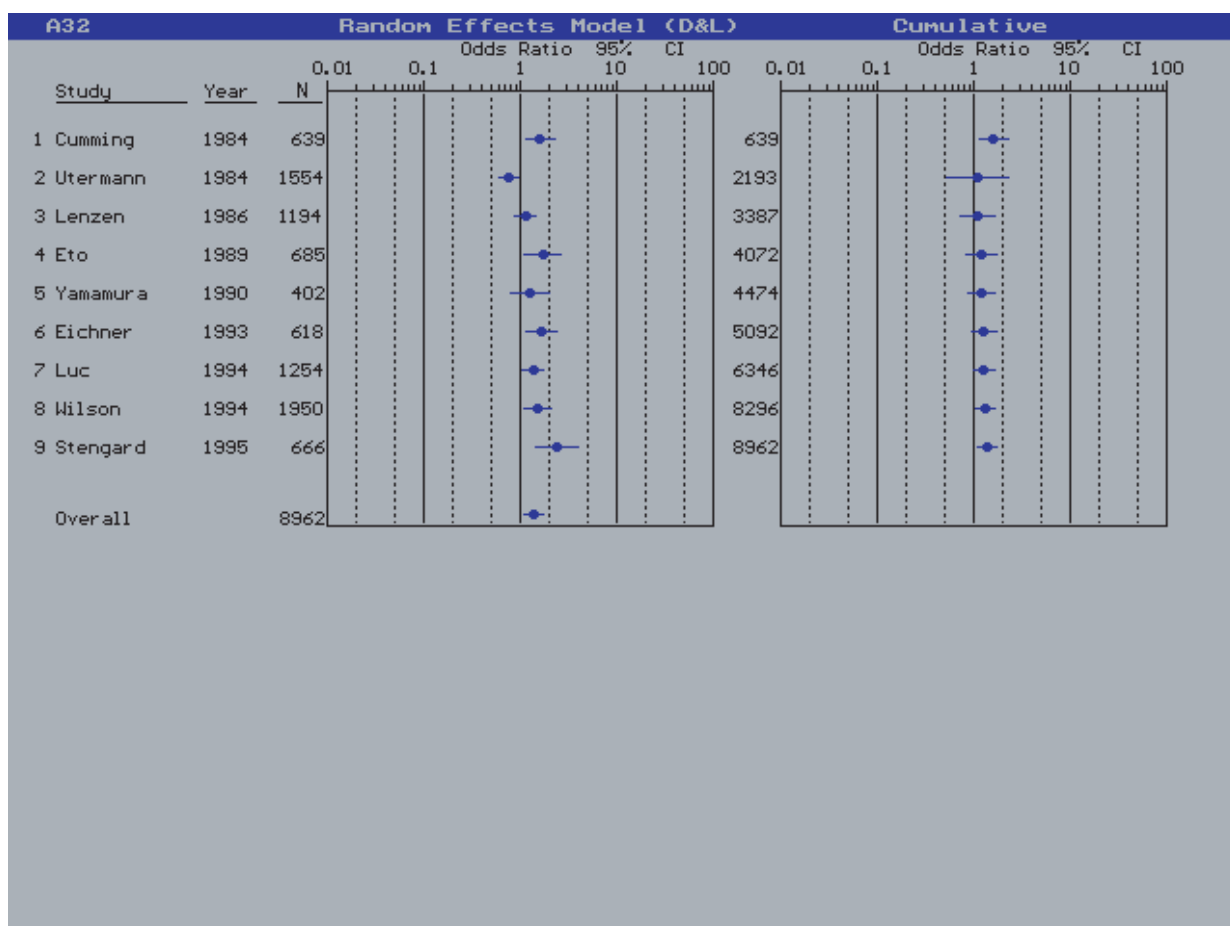 A32 Random Effects Model (D&L) Cumulative
Odds Ratio 95% CI Odds Ratio 95% CI
0.01 0.1 1 10 100 0.01 0.1 1 10 100
Study Year N
1 Cumming 1984 639 639
2 Utermann 1984 1554 2193
3 Lenzen 1986 1194 3387
4 Eto 1989 685 4072
5 Yamamura 1990 402 4474
6 Eichner 1993 618 5092
7 Luc 1994 1254 6346
8 Wilson 1994 1950 8296
9 Stengard 1995 666 8962
Overall 8962